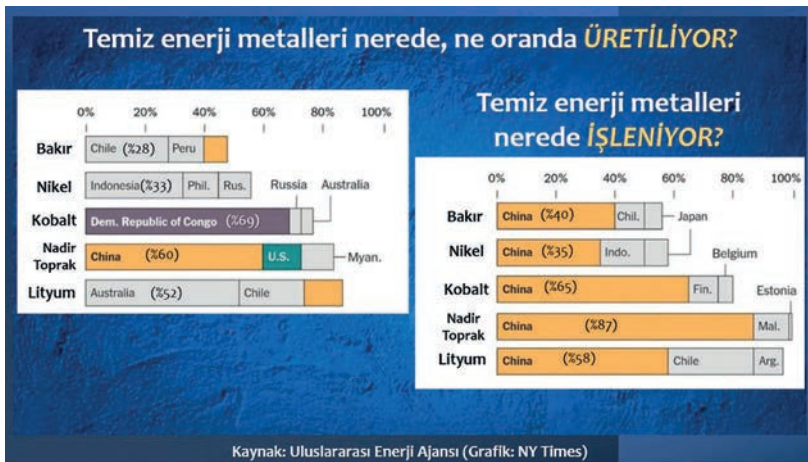 Temiz enerji metalleri nerede, ne oranda ÜRETİLİYOR?
0% 20% 40% 60% 80% 100%
Bakır Chile (%28) Peru
Nikel Indonesia(%33) Phil. Rus. Russia Australia
Kobalt Dem. Republic of Congo (%69)
Nadir Toprak China (%60) U.S. Myan.
Lityum Australia (%52) Chile
Temiz enerji metalleri
nerede İŞLENİYOR?
0% 20% 40% 60% 80% 100%
Bakır China (%40) Chil. Japan
Nikel China (%35) Indo. Belgium
Kobalt China (%65) Fin. Estonia
Nadir Toprak China (%87) Mal.
Lityum China (%58) Chile Arg.
Kaynak: Uluslararası Enerji Ajansı (Grafik: NY Times)